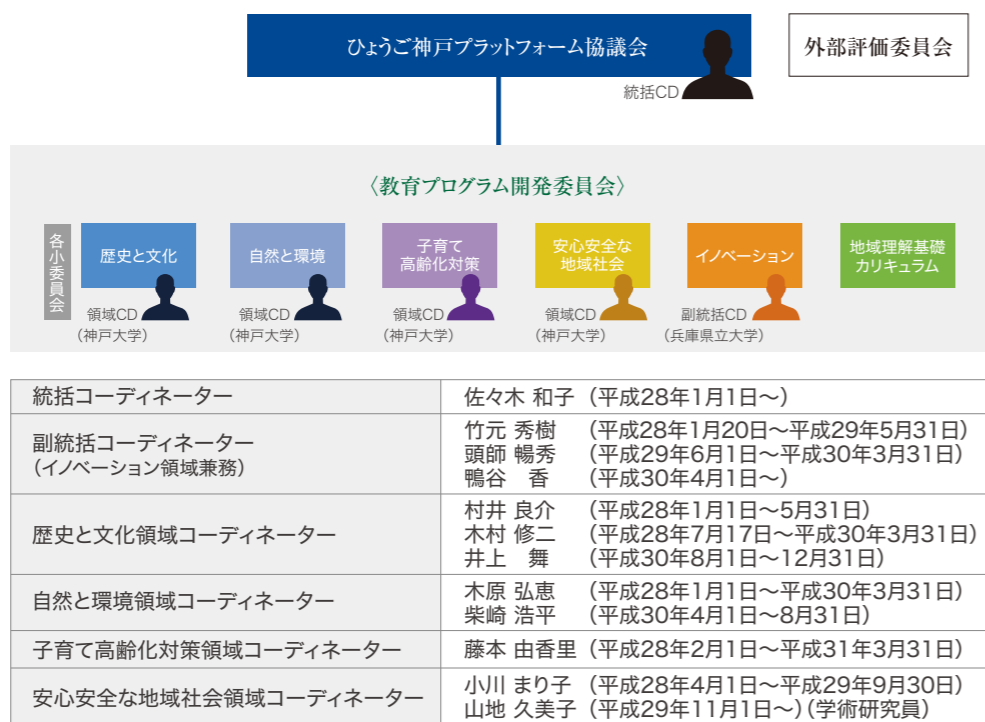 ひょうご神戸プラットフォーム協議会
外部評価委員会
統括CD
〈教育プログラム開発委員会〉
各小委員会
歴史と文化
領域CD
（神戸大学）
自然と環境
領域CD
（神戸大学）
子育て
高齢化対策
領域CD
（神戸大学）
安心安全な
地域社会
領域CD
（神戸大学）
イノベーション
副統括CD
（兵庫県立大学）
地域理解基礎
カリキュラム
統括コーディネーター
佐々木 和子（平成28年1月1日〜）
副統括コーディネーター
（イノベーション領域兼務）
竹元 秀樹　（平成28年1月20日〜平成29年5月31日）
頭師 暢秀　（平成29年6月1日〜平成30年3月31日）
鴨谷　香　（平成30年4月1日〜）
歴史と文化領域コーディネーター
村井 良介　（平成28年1月1日〜5月31日）
木村 修二　（平成28年7月17日〜平成30年3月31日）
井上　舞　（平成30年8月1日〜12月31日）
自然と環境領域コーディネーター
木原 弘恵　（平成28年1月1日〜平成30年3月31日）
柴崎 浩平　（平成30年4月1日〜8月31日）
子育て高齢化対策領域コーディネーター
藤本 由香里（平成28年2月1日〜平成31年3月31日）
安心安全な地域社会領域コーディネーター
小川 まり子（平成28年4月1日〜平成29年9月30日）
山地 久美子（平成29年11月1日〜）（学術研究員）